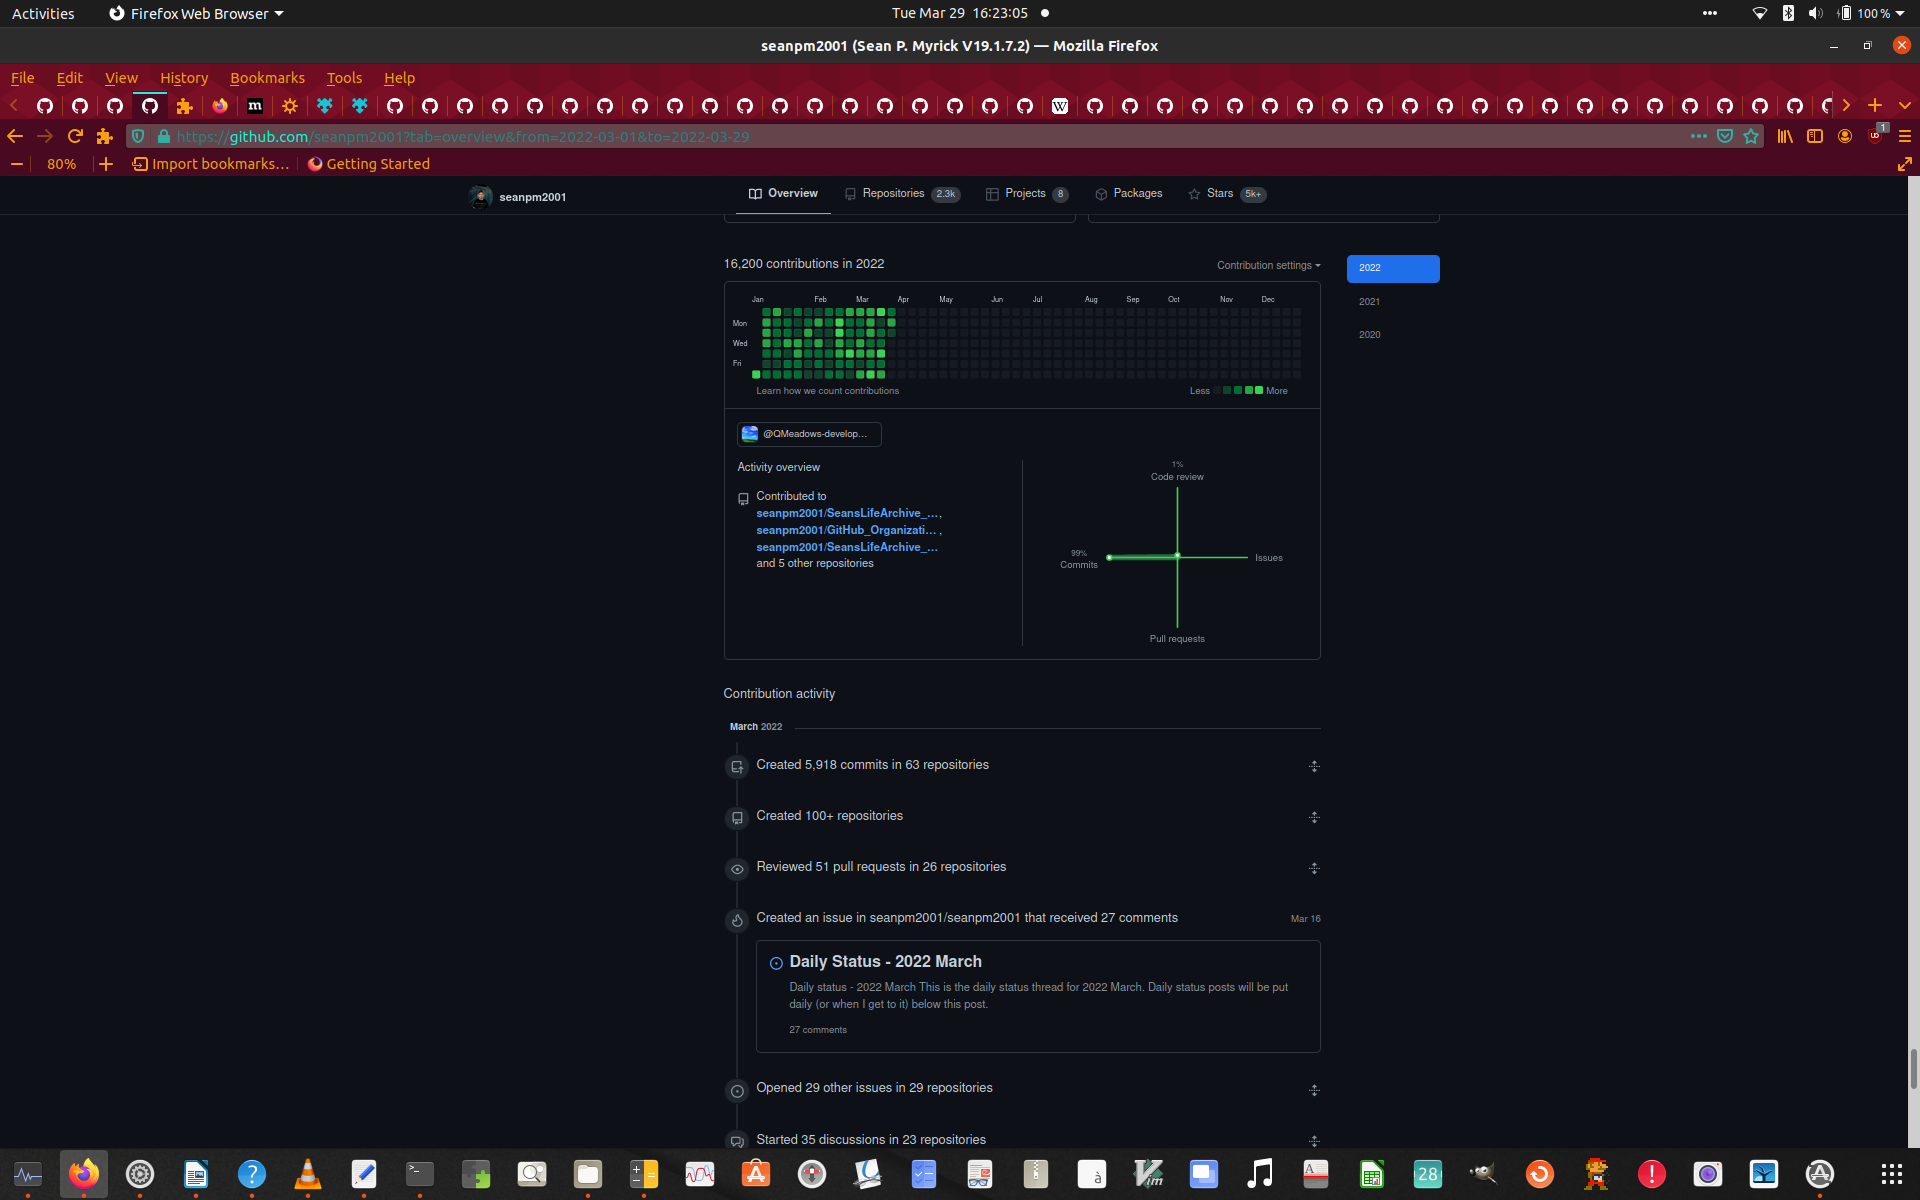 Activities
Firefox Web Browser
Tue Mar 29 16:23:05
100 %
seanpm2001 (Sean P. Myrick V19.1.7.2) — Mozilla Firefox
File Edit View History Bookmarks Tools Help
m
W
https://github.com/seanpm2001?tab=overview&from=2022-03-01&to=2022-03-29
1
80%
Import bookmarks...
Getting Started
seanpm2001
Overview
Repositories 2.3k
Projects 8
Packages
Stars 5k+
16,200 contributions in 2022
Contribution settings
2022
2021
2020
Jan Feb Mar Apr May Jun Jul Aug Sep Oct Nov Dec
Mon
Wed
Fri
Learn how we count contributions
Less More
@QMeadows-develop...
Activity overview
Contributed to
seanpm2001/SeansLifeArchive_...,
seanpm2001/GitHub_Organizati... ,
seanpm2001/SeansLifeArchive_...
and 5 other repositories
1%
Code review
99%
Commits
Issues
Pull requests
Contribution activity
March 2022
Created 5,918 commits in 63 repositories
Created 100+ repositories
Reviewed 51 pull requests in 26 repositories
Created an issue in seanpm2001/seanpm2001 that received 27 comments
Mar 16
Daily Status - 2022 March
Daily status - 2022 March This is the daily status thread for 2022 March. Daily status posts will be put
daily (or when I get to it) below this post.
27 comments
Opened 29 other issues in 29 repositories
Started 35 discussions in 23 repositories
28